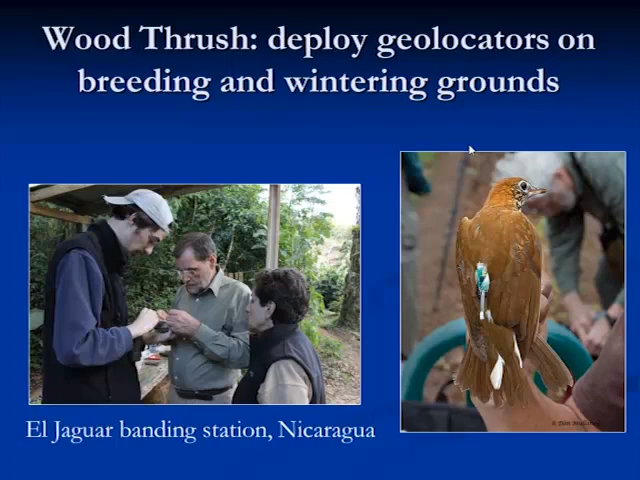 Wood Thrush: deploy geolocators on
breeding and wintering grounds
El Jaguar banding station, Nicaragua